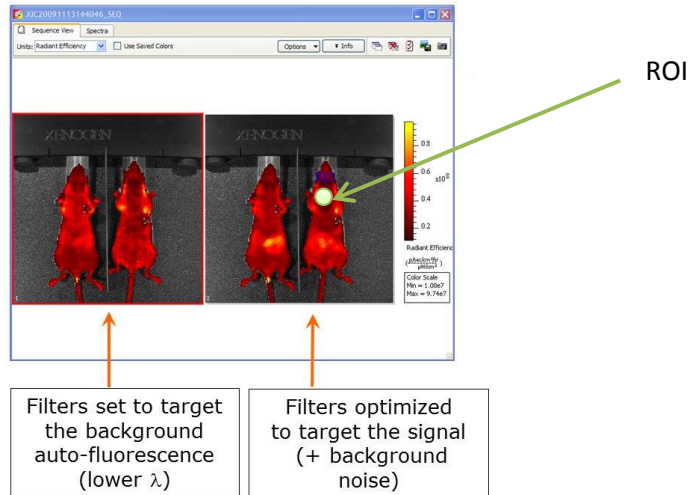 XIC20091113144046_SEQ
Sequence View Spectra
Units: Radiant Efficiency Use Saved Colors Options Info
ROI
XENOGEN XENOGEN
0.8
0.6 x10⁸
0.4
0.2
Radiant Efficienc
Color Scale
Min = 1.08e7
Max = 9.74e7
1 2
Filters set to target
the background
auto-fluorescence
(lower λ)
Filters optimized
to target the signal
(+ background
noise)